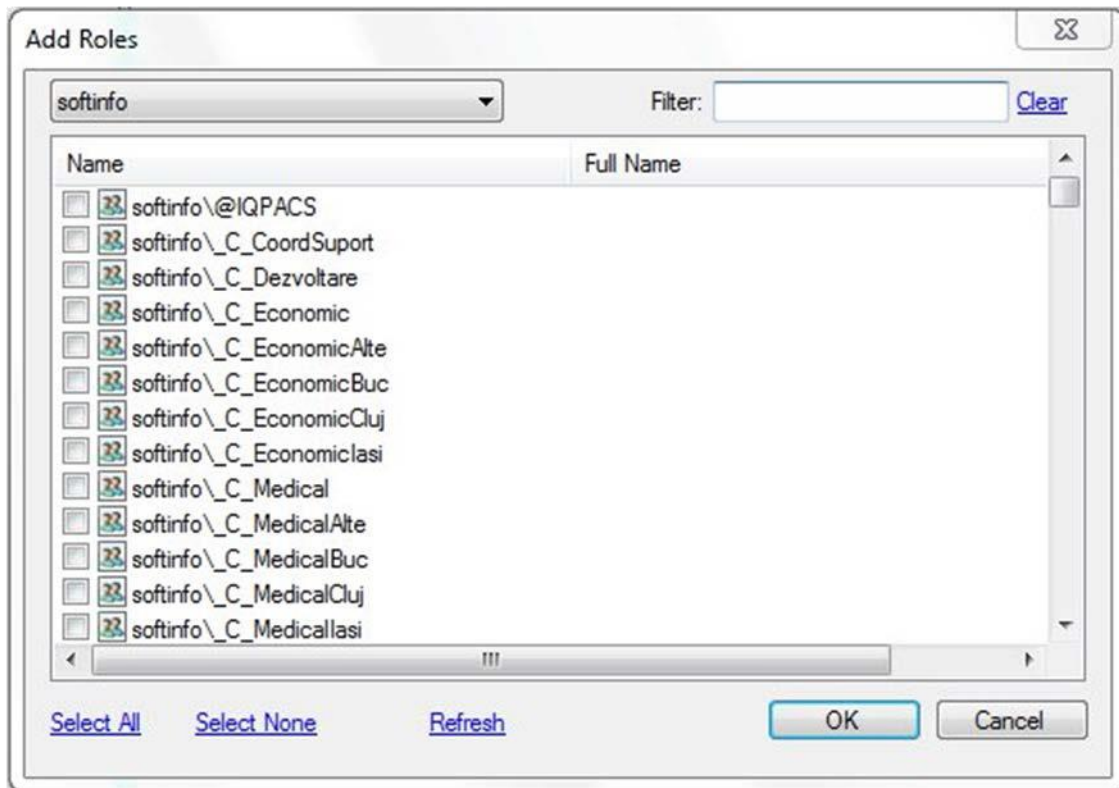 Add Roles
softinfo Filter: Clear
Name Full Name
softinfo\@IQPACS
softinfo\_C_CoordSuport
softinfo\_C_Dezvoltare
softinfo\_C_Economic
softinfo\_C_EconomicAlte
softinfo\_C_EconomicBuc
softinfo\_C_EconomicCluj
softinfo\_C_EconomicIasi
softinfo\_C_Medical
softinfo\_C_MedicalAlte
softinfo\_C_MedicalBuc
softinfo\_C_MedicalCluj
softinfo\_C_MedicalIasi
Select All Select None Refresh OK Cancel